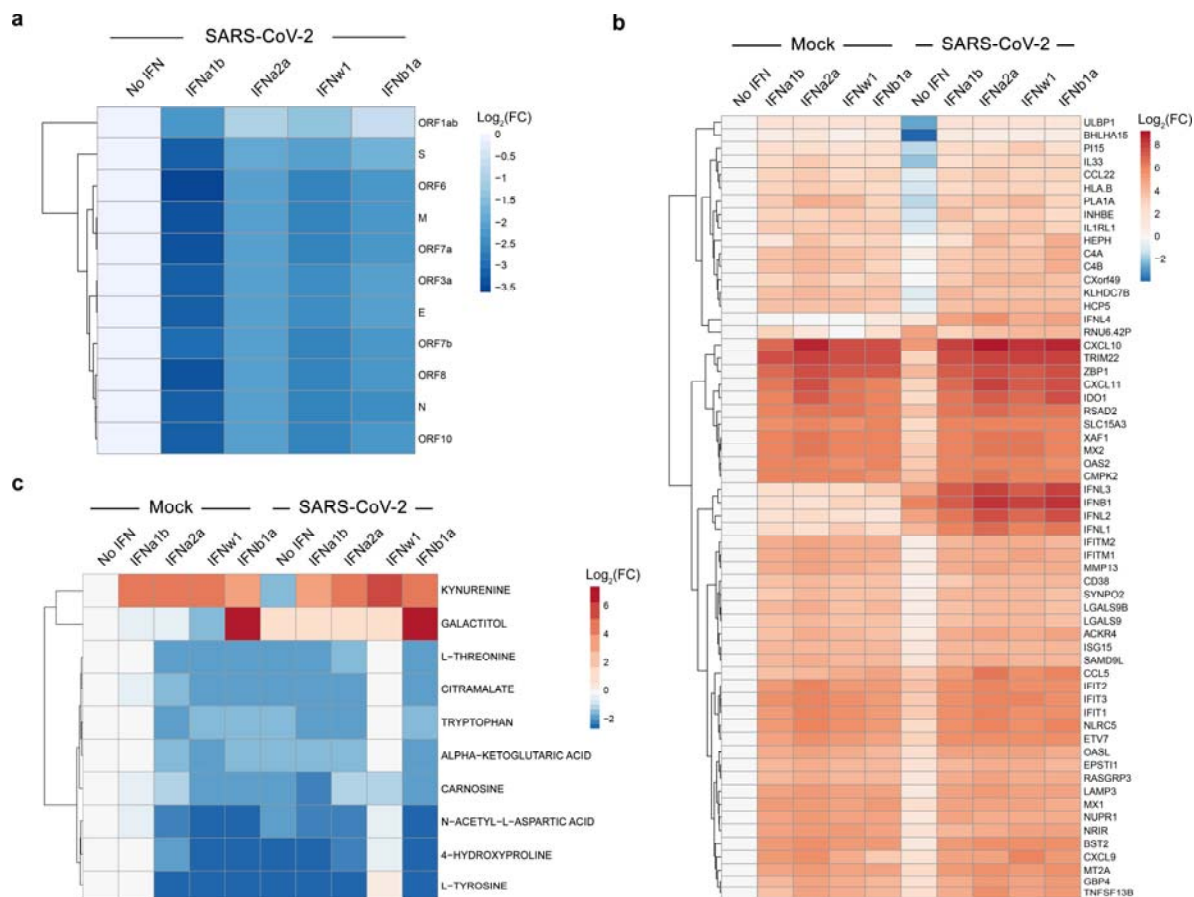 a
SARS-CoV-2
No IFN
IFNa1b
IFNa2a
IFNw1
IFNb1a
ORF1ab
S
ORF6
M
ORF7a
ORF3a
E
ORF7b
ORF8
N
ORF10
Log2(FC)
0
−0.5
−1
−1.5
−2
−2.5
−3
−3.5
b
Mock
SARS-CoV-2
No IFN
IFNa1b
IFNa2a
IFNw1
IFNb1a
No IFN
IFNa1b
IFNa2a
IFNw1
IFNb1a
ULBP1
BHLHA15
PI15
IL33
CCL22
HLA.B
PLA1A
INHBE
IL1RL1
HEPH
C4A
C4B
CXorf49
KLHDC7B
HCP5
IFNL4
RNU6.42P
CXCL10
TRIM22
ZBP1
CXCL11
IDO1
RSAD2
SLC15A3
XAF1
MX2
OAS2
CMPK2
IFNL3
IFNB1
IFNL2
IFNL1
IFITM2
IFITM1
MMP13
CD38
SYNPO2
LGALS9B
LGALS9
ACKR4
ISG15
SAMD9L
CCL5
IFIT2
IFIT3
IFIT1
NLRC5
ETV7
OASL
EPSTI1
RASGRP3
LAMP3
MX1
NUPR1
NRIR
BST2
CXCL9
MT2A
GBP4
TNFSF13B
Log2(FC)
8
6
4
2
0
−2
c
Mock
SARS-CoV-2
No IFN
IFNa1b
IFNa2a
IFNw1
IFNb1a
No IFN
IFNa1b
IFNa2a
IFNw1
IFNb1a
KYNURENINE
GALACTITOL
L−THREONINE
CITRAMALATE
TRYPTOPHAN
ALPHA−KETOGLUTARIC ACID
CARNOSINE
N−ACETYL−L−ASPARTIC ACID
4−HYDROXYPROLINE
L−TYROSINE
Log2(FC)
6
4
2
0
−2